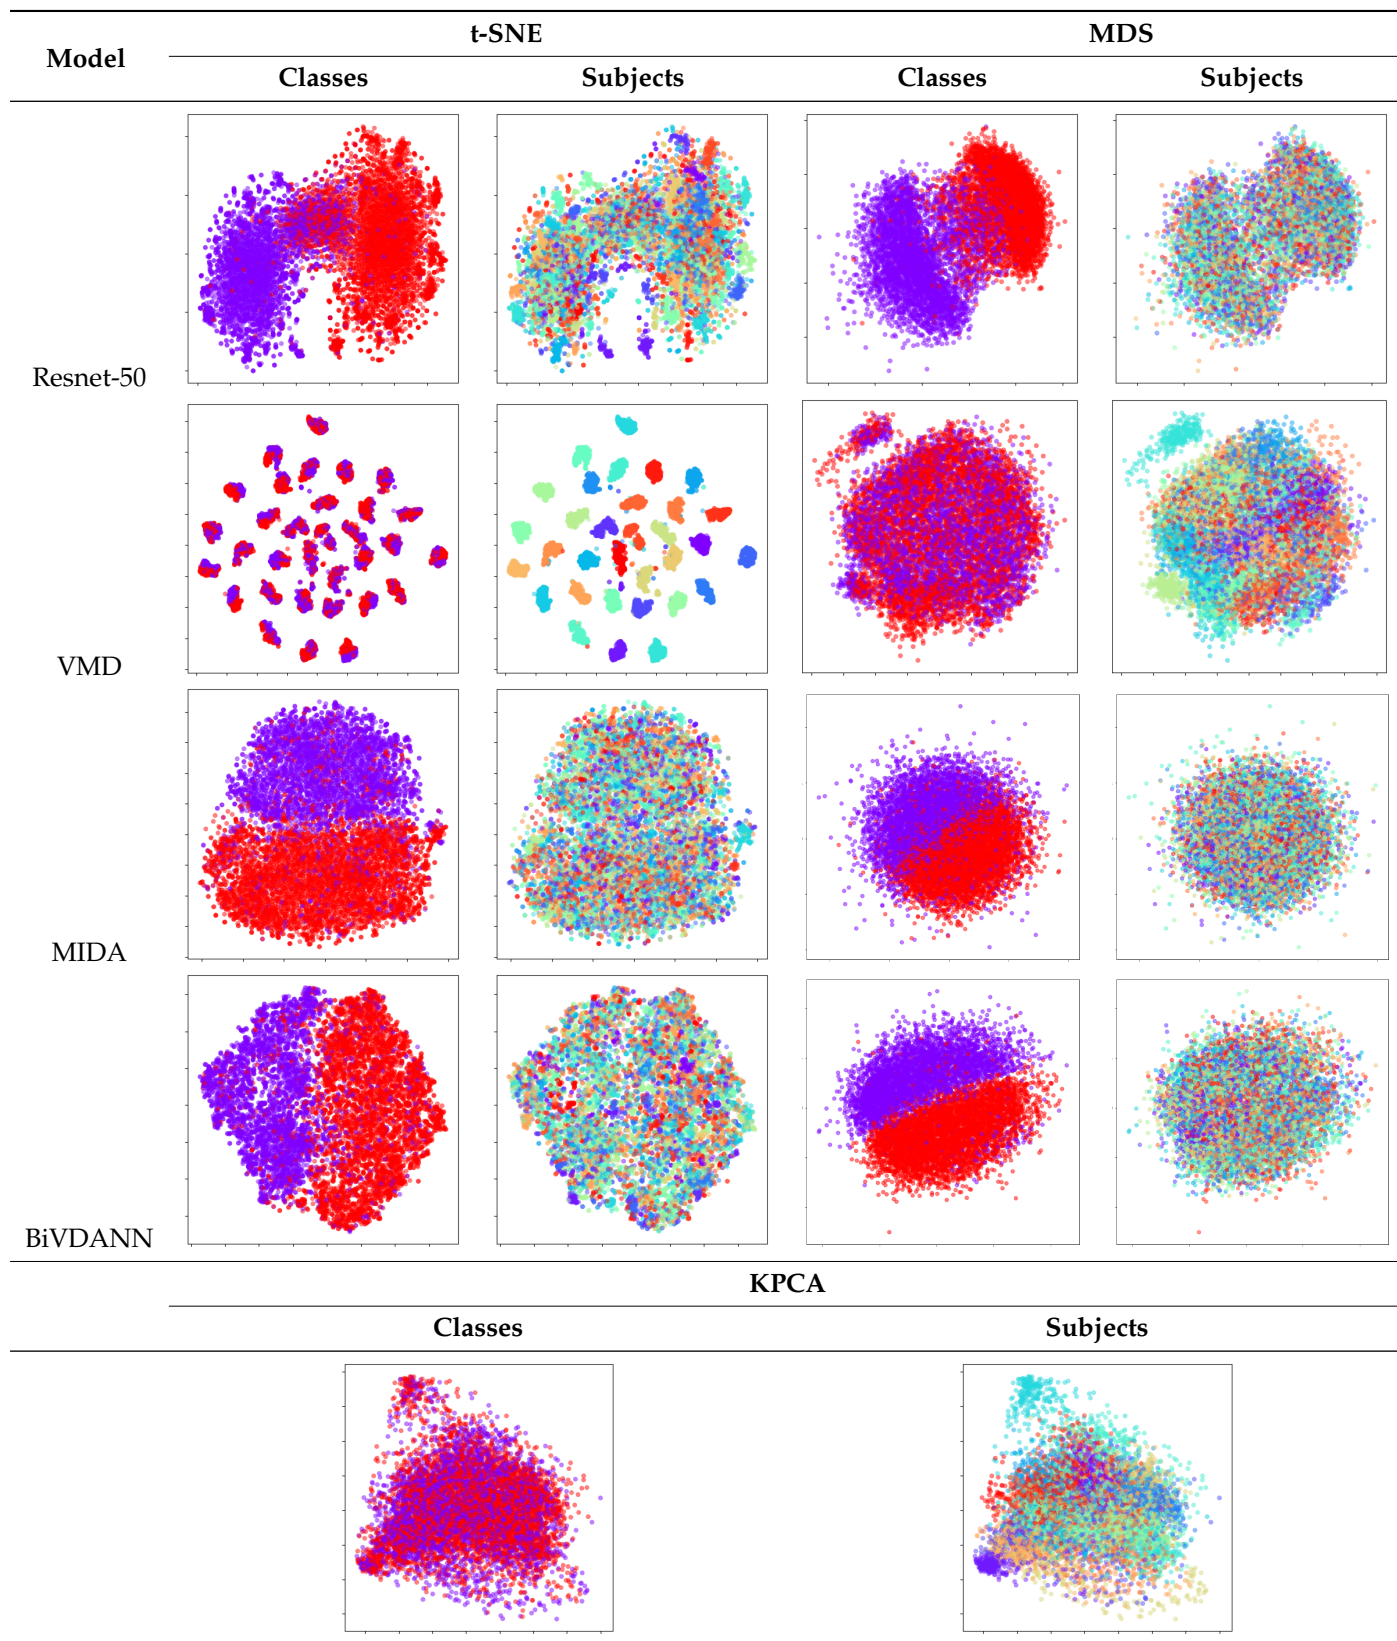 Model
t-SNE
MDS
Classes
Subjects
Classes
Subjects
Resnet-50
VMD
MIDA
BiVDANN
KPCA
Classes
Subjects